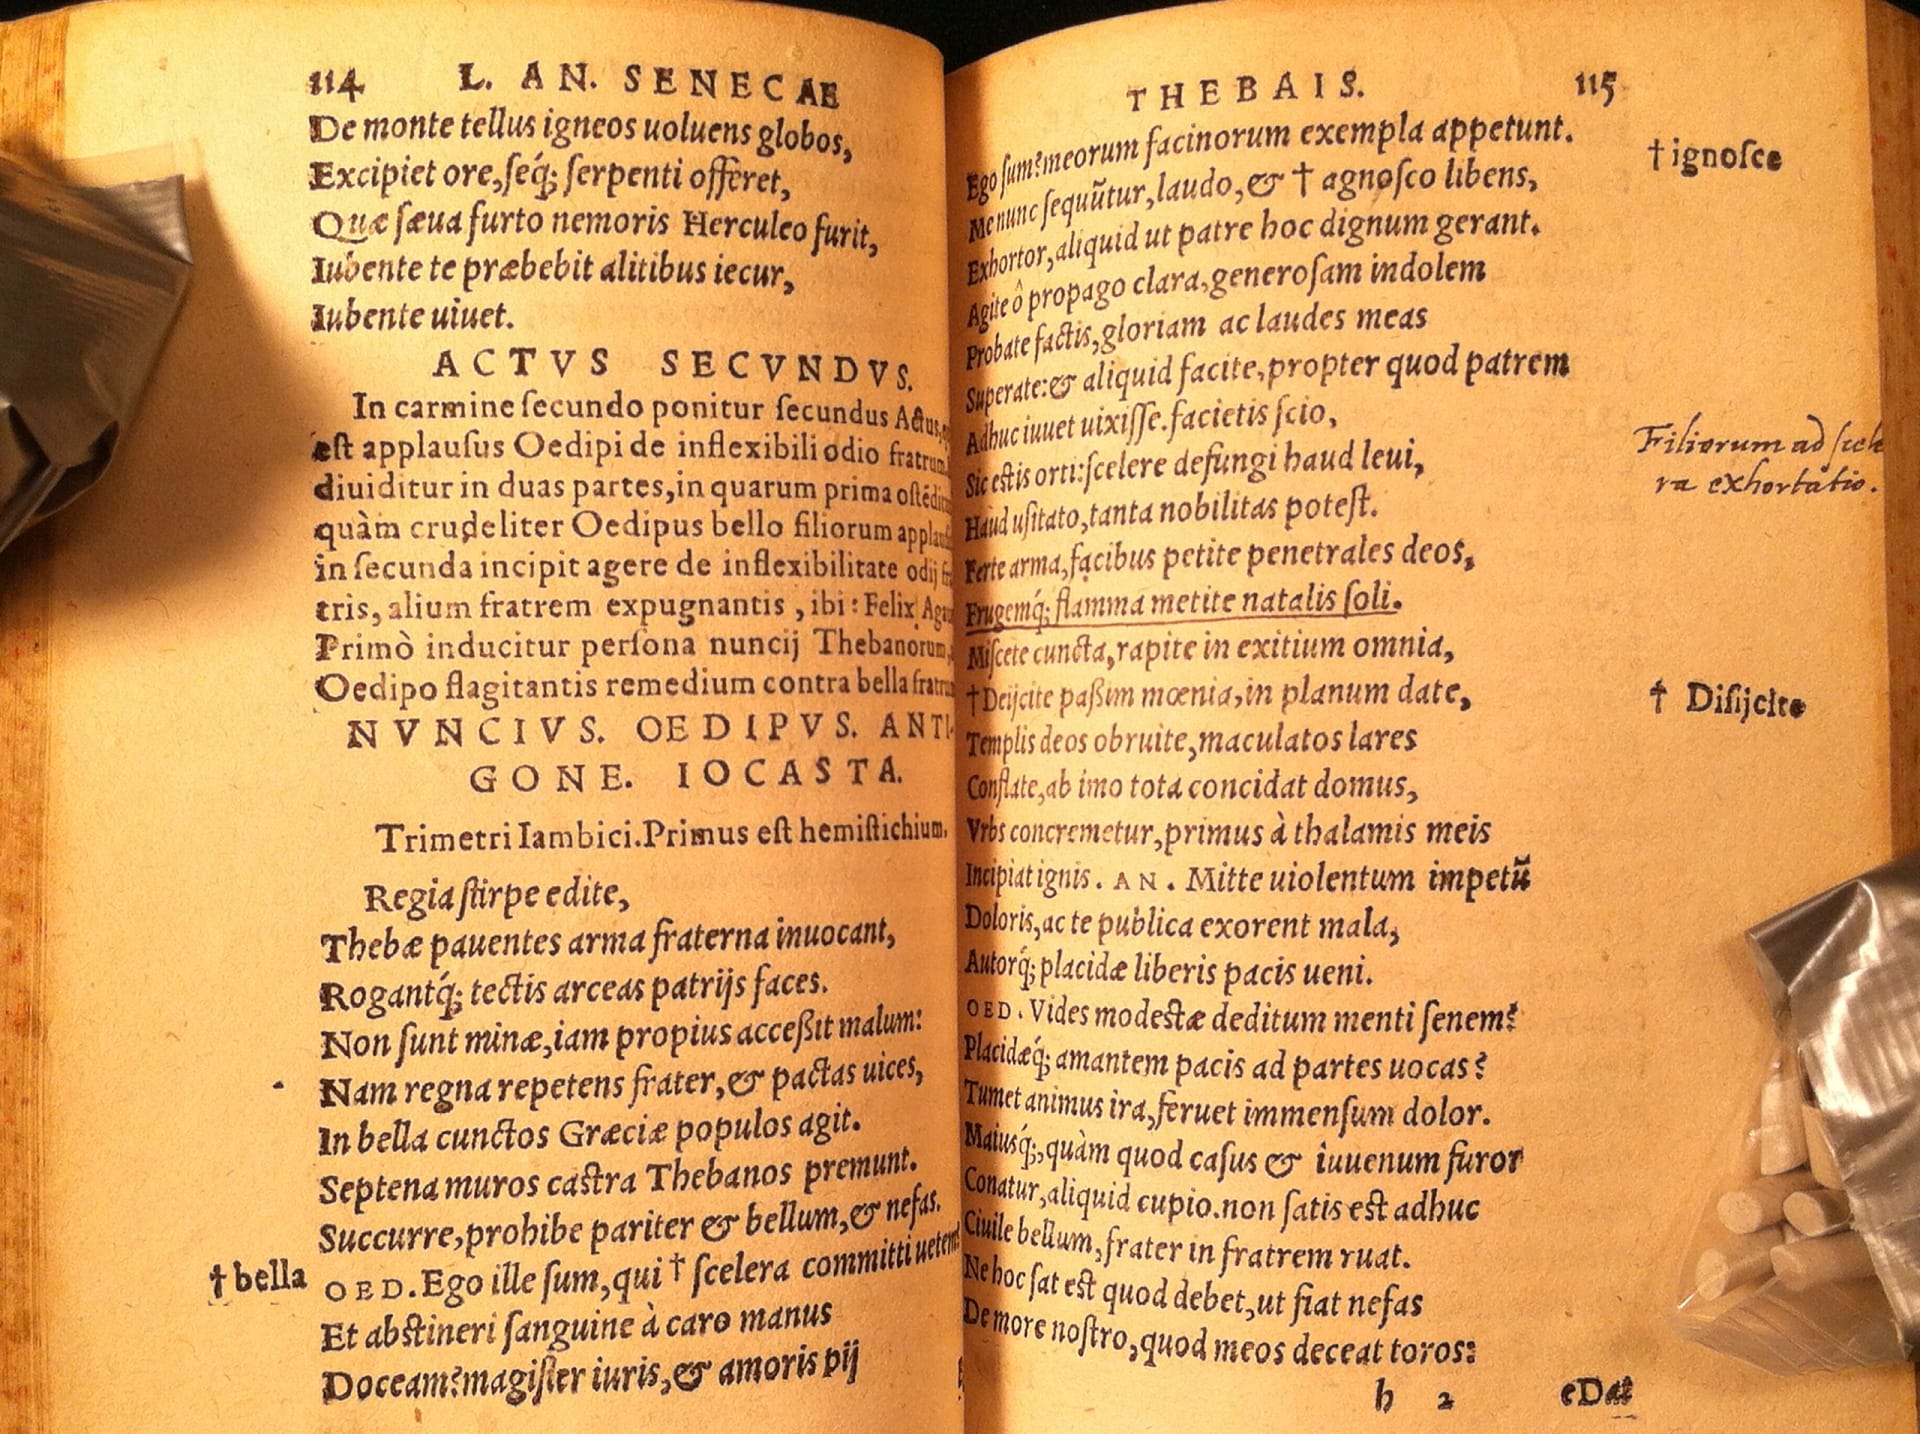 114 L. AN. SENECAE
De monte tellus igneos uoluens globos,
Excipiet ore, ſeq́; ſerpenti offeret,
Quæ ſæua furto nemoris Herculeo furit,
Iubente te præbebit alitibus iecur,
Iubente uiuet.
ACTVS SECVNDVS.
In carmine ſecundo ponitur ſecundus Actus,
eſt applauſus Oedipi de inflexibili odio fratrum
diuiditur in duas partes, in quarum prima oſtēditur
quàm crudeliter Oedipus bello filiorum
in ſecunda incipit agere de inflexibilitate odij
tris, alium fratrem expugnantis, ibi: Felix
Primò inducitur perſona nuncij Thebanorum,
Oedipo flagitantis remedium contra bella
NVNCIVS. OEDIPVS. ANTI-
GONE. IOCASTA.
Trimetri Iambici. Primus eſt hemiſtichium.
Regia ſtirpe edite,
Thebæ pauentes arma fraterna inuocant,
Rogantq́; tectis arceas patrijs faces.
Non ſunt minæ, iam propius acceßit malum:
Nam regna repetens frater, & pactas uices,
In bella cunctos Græciæ populos agit.
Septena muros caſtra Thebanos premunt.
Succurre, prohibe pariter & bellum, & nefas.
† bella OED. Ego ille ſum, qui † ſcelera committi uetem?
Et abſtineri ſanguine à caro manus
Doceam? magiſter iuris, & amoris pij
THEBAIS. 115
Ego ſum? meorum facinorum exempla appetunt.
Me nunc ſequũtur, laudo, & † agnoſco libens, † ignoſce
Exhortor, aliquid ut patre hoc dignum gerant.
Agite ô propago clara, generoſam indolem
Probate factis, gloriam ac laudes meas
Superate: & aliquid facite, propter quod patrem
Adhuc iuuet uixiſſe. facietis ſcio,
Sic eſtis orti: ſcelere defungi haud leui,
Filiorum ad ſcele
ra exhortatio.
Haud uſitato, tanta nobilitas poteſt.
Ferte arma, facibus petite penetrales deos,
Frugemq́; flamma metite natalis ſoli.
Miſcete cuncta, rapite in exitium omnia,
† Deijcite paßim mœnia, in planum date, † Diſijcite
Templis deos obruite, maculatos lares
Conflate, ab imo tota concidat domus,
Vrbs concremetur, primus à thalamis meis
Incipiat ignis. AN. Mitte uiolentum impetũ
Doloris, ac te publica exorent mala,
Autorq́; placidæ liberis pacis ueni.
OED. Vides modeſtæ deditum menti ſenem?
Placidæq́; amantem pacis ad partes uocas?
Tumet animus ira, feruet immenſum dolor.
Maiusq́;, quàm quod caſus & iuuenum furor
Conatur, aliquid cupio. non ſatis eſt adhuc
Ciuile bellum, frater in fratrem ruat.
Ne hoc ſat eſt quod debet, ut fiat nefas
De more noſtro, quod meos deceat toros:
h 2 eDat